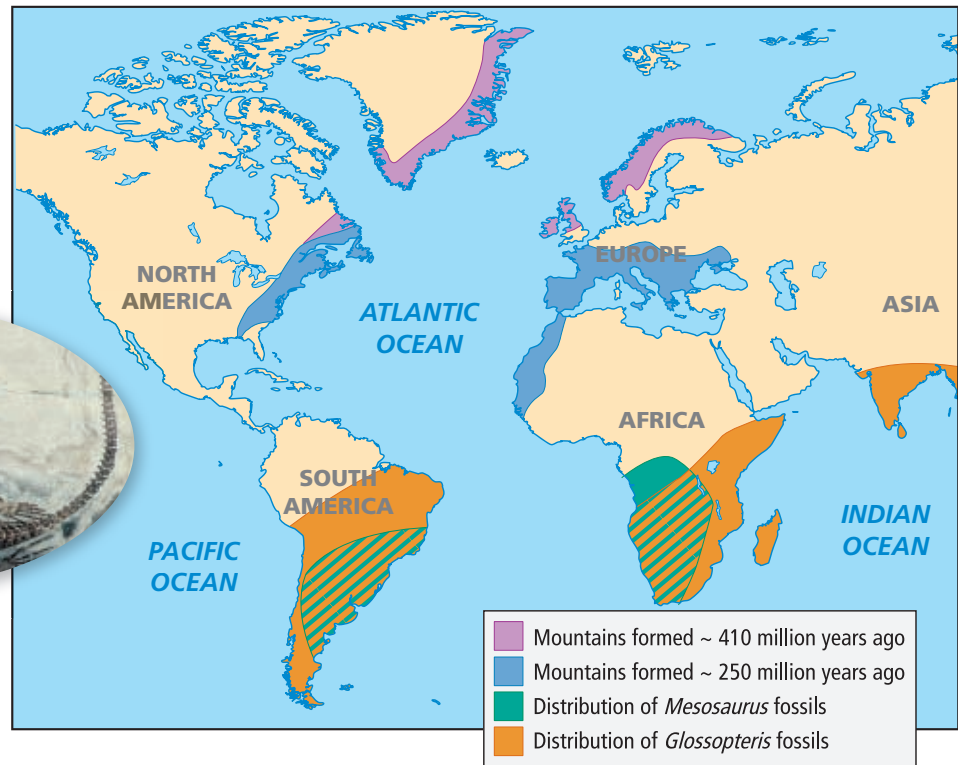 NORTH
AMERICA
ATLANTIC
OCEAN
EUROPE
ASIA
AFRICA
SOUTH
AMERICA
PACIFIC
OCEAN
INDIAN
OCEAN
Mountains formed ~ 410 million years ago
Mountains formed ~ 250 million years ago
Distribution of Mesosaurus fossils
Distribution of Glossopteris fossils